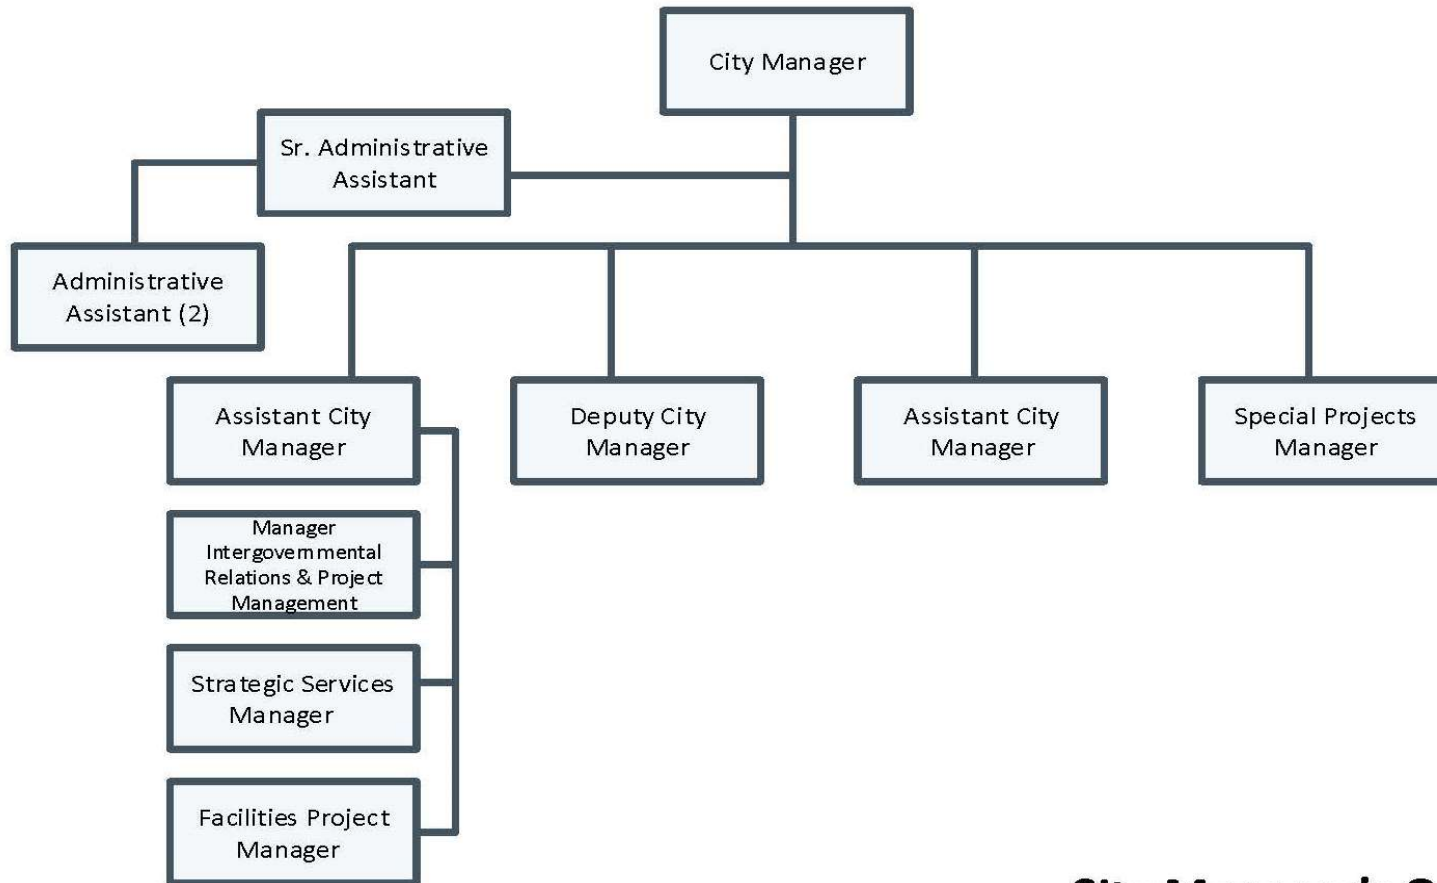 City Manager
Sr. Administrative
Assistant
Administrative
Assistant (2)
Assistant City
Manager
Deputy City
Manager
Assistant City
Manager
Special Projects
Manager
Manager
Intergovernmental
Relations & Project
Management
Strategic Services
Manager
Facilities Project
Manager